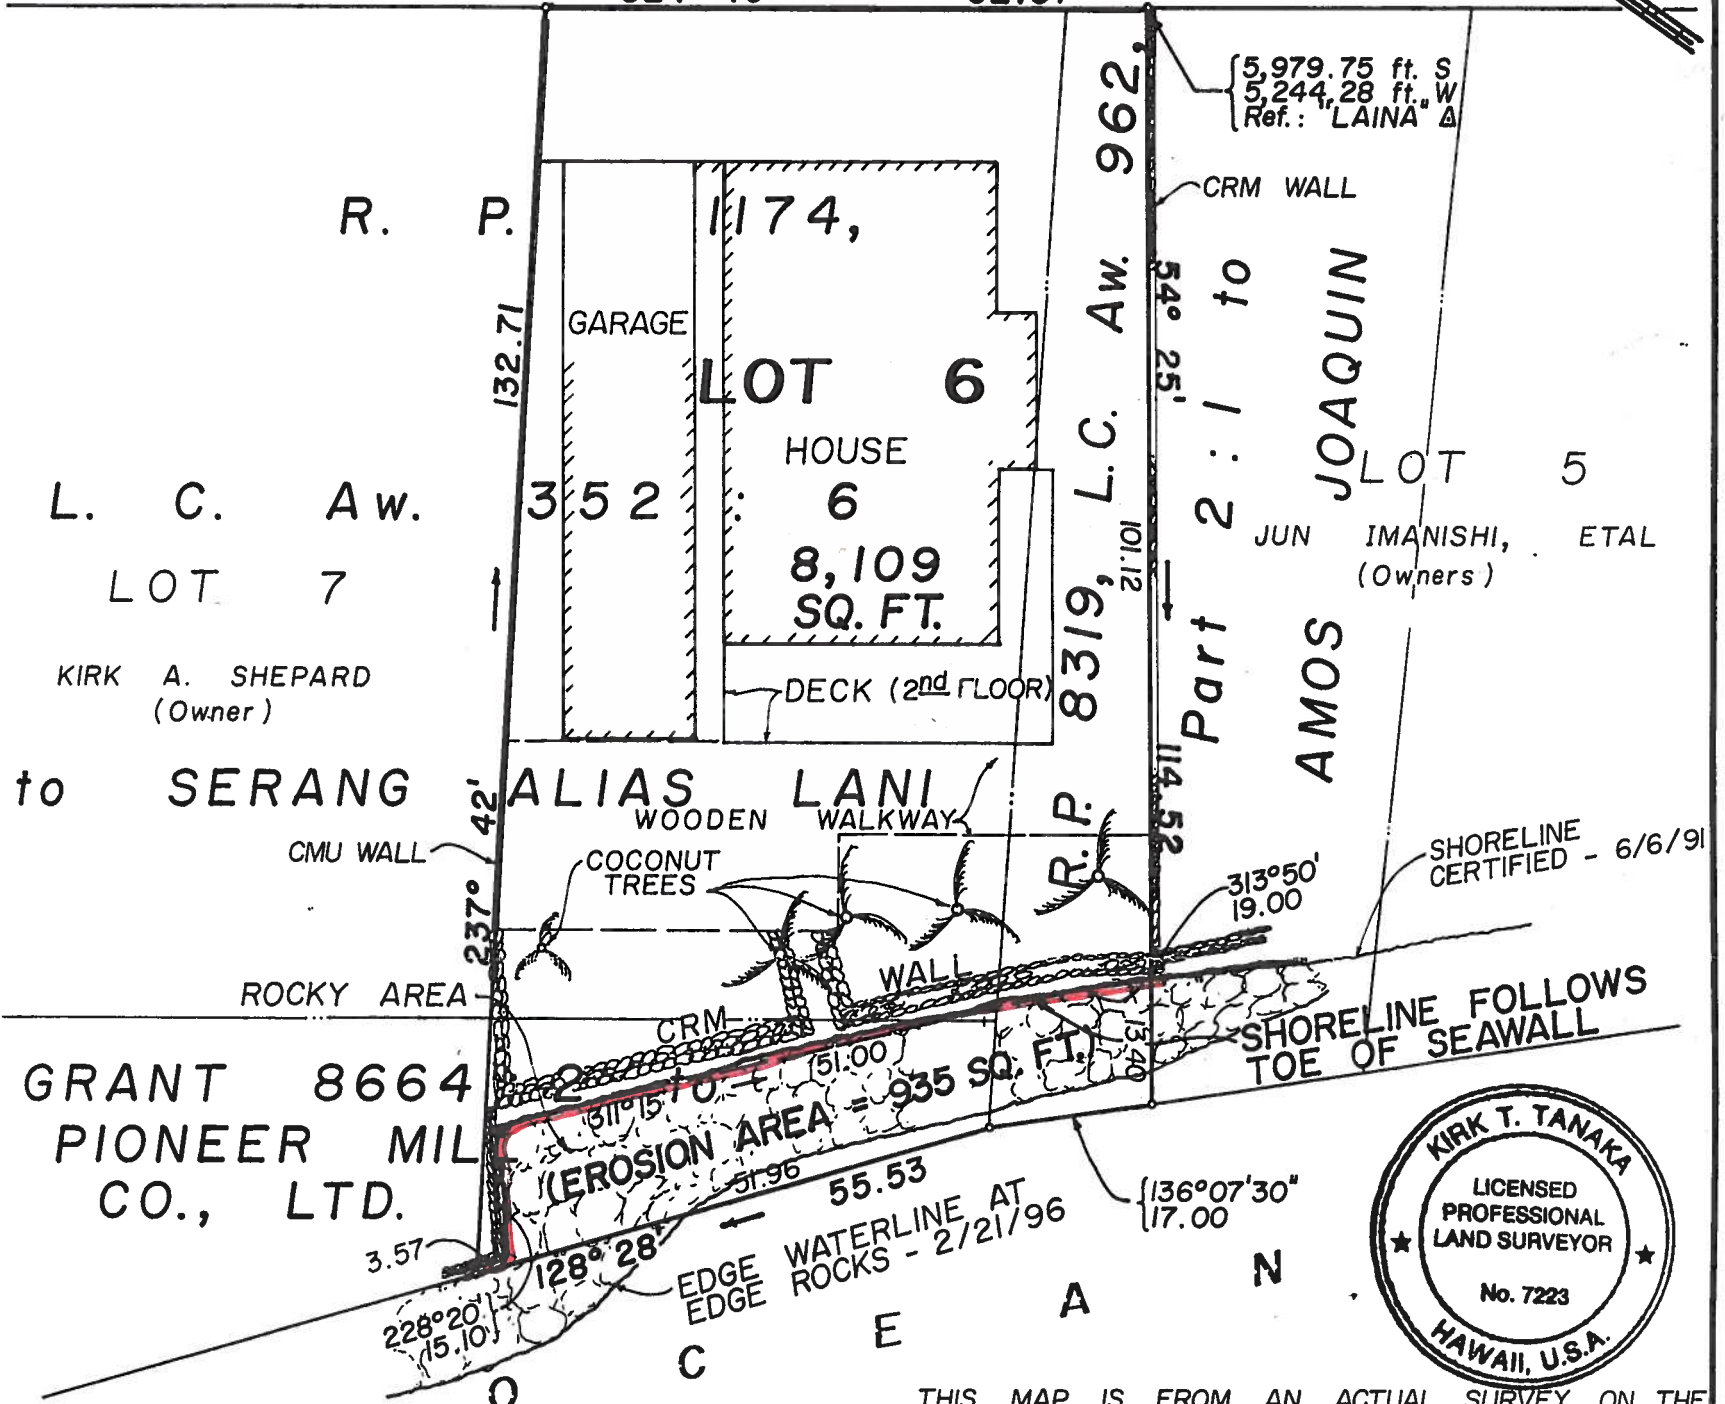 5,979.75 ft. S
5,244.28 ft. W
Ref.: "LAINA"
CRM WALL
R. P. 1174,
GARAGE
132.71
LOT 6
HOUSE
L. C. Aw. 352 : 6
8,109
SQ. FT.
LOT 7
KIRK A. SHEPARD
(Owner)
DECK (2nd FLOOR)
R. P. 8319, L.C. Aw. 962,
Part 2 : 1 to
AMOS JOAQUIN
54° 25'
101.12
114.52
LOT 5
JUN IMANISHI, ETAL
(Owners)
to SERANG ALIAS LANI
WOODEN WALKWAY
237° 42'
CMU WALL
COCONUT
TREES
SHORELINE
CERTIFIED - 6/6/91
313°50'
19.00
ROCKY AREA
CRM WALL
SHORELINE FOLLOWS
TOE OF SEAWALL
13.40
GRANT 8664 : 2 to
PIONEER MILL
CO., LTD.
311°15'
51.00
(EROSION AREA = 935 SQ. FT.)
51.96
55.53
136°07'30"
17.00
3.57
128° 28'
228°20'
15.10
EDGE WATERLINE AT
EDGE ROCKS - 2/21/96
OCEAN
KIRK T. TANAKA
LICENSED
PROFESSIONAL
LAND SURVEYOR
No. 7223
HAWAII, U.S.A.
THIS MAP IS FROM AN ACTUAL SURVEY ON THE